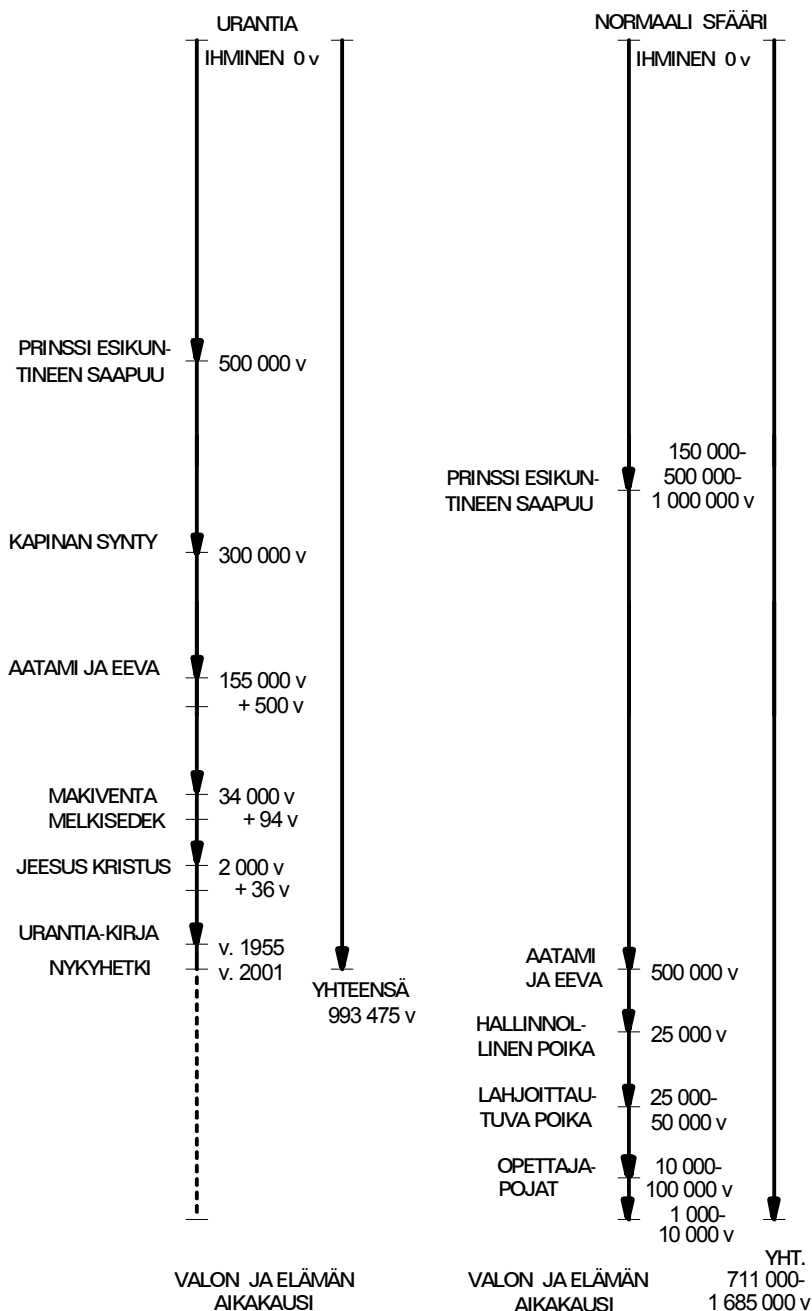 URANTIA
IHMINEN 0 v
PRINSSI ESIKUN-
TINEEN SAAPUU
500 000 v
KAPINAN SYNTY
300 000 v
AATAMI JA EEVA
155 000 v
+ 500 v
MAKIVENTA
MELKISEDEK
34 000 v
+ 94 v
JEESUS KRISTUS
2 000 v
+ 36 v
URANTIA-KIRJA
v. 1955
NYKYHETKI
v. 2001
YHTEENSÄ
993 475 v
VALON JA ELÄMÄN
AIKAKAUSI
NORMAALI SFÄÄRI
IHMINEN 0 v
PRINSSI ESIKUN-
TINEEN SAAPUU
150 000-
500 000-
1 000 000 v
AATAMI
JA EEVA
500 000 v
HALLINNOL-
LINEN POIKA
25 000 v
LAHJOITTAU-
TUVA POIKA
25 000-
50 000 v
OPETTAJA-
POJAT
10 000-
100 000 v
1 000-
10 000 v
VALON JA ELÄMÄN
AIKAKAUSI
YHT.
711 000-
1 685 000 v